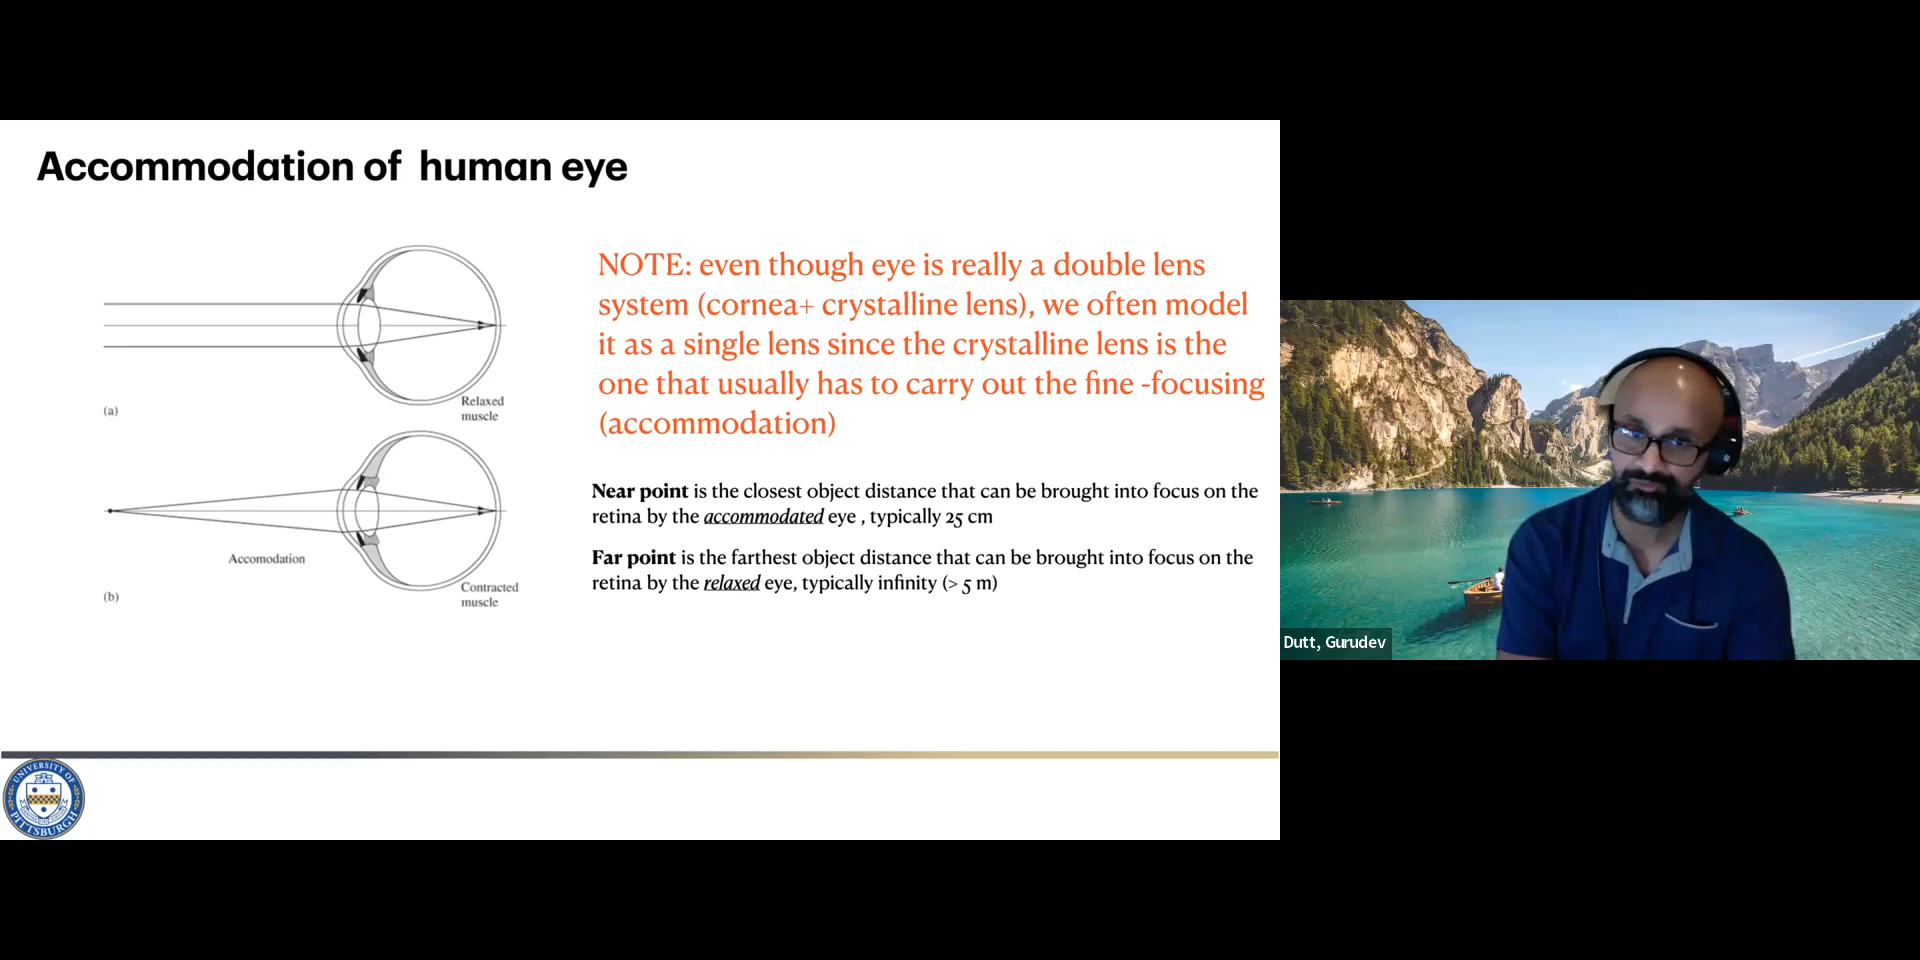 Accommodation of human eye
NOTE: even though eye is really a double lens
system (cornea+ crystalline lens), we often model
it as a single lens since the crystalline lens is the
one that usually has to carry out the fine -focusing
(accommodation)
Relaxed
muscle
(a)
Near point is the closest object distance that can be brought into focus on the
retina by the accommodated eye , typically 25 cm
Far point is the farthest object distance that can be brought into focus on the
retina by the relaxed eye, typically infinity (> 5 m)
Accomodation
Contracted
muscle
(b)
Dutt, Gurudev
UNIVERSITY OF
PITTSBURGH